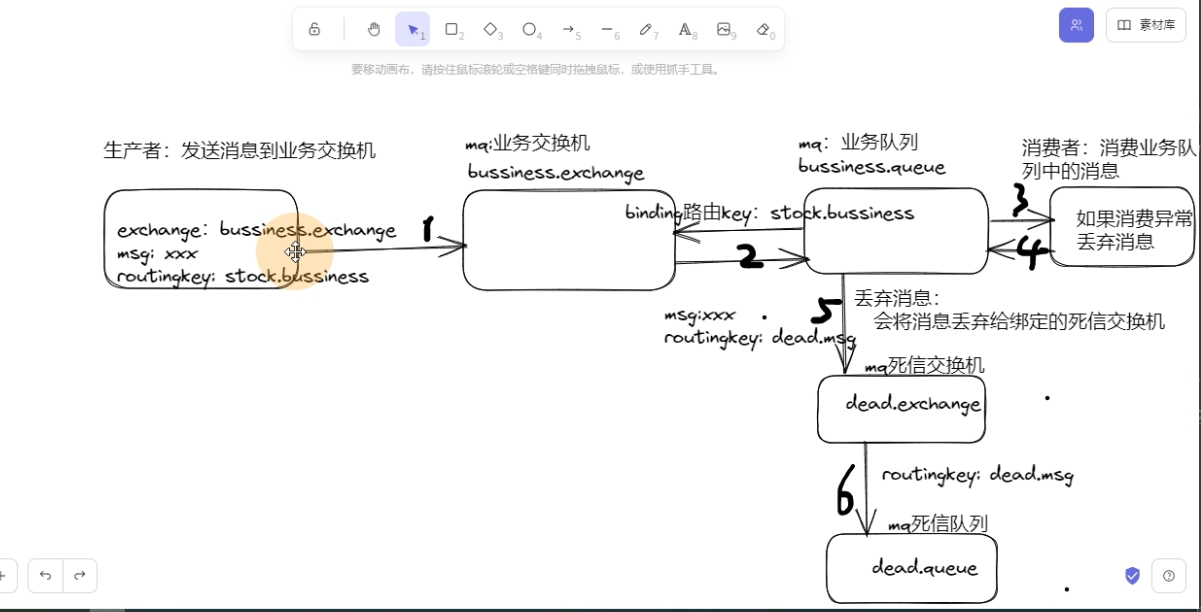 1
2
3
4
5
6
7
8
9
0
素材库
要移动画布，请按住鼠标滚轮或空格键同时拖拽鼠标，或使用抓手工具。
生产者：发送消息到业务交换机
exchange：bussiness.exchange
msg: xxx
routingkey: stock.bussiness
1
mq:业务交换机
bussiness.exchange
binding路由key：stock.bussiness
2
mq：业务队列
bussiness.queue
3
4
消费者：消费业务队
列中的消息
如果消费异常
丢弃消息
msg:xxx
routingkey: dead.msg
5
丢弃消息：
会将消息丢弃给绑定的死信交换机
mq死信交换机
dead.exchange
6
routingkey: dead.msg
mq死信队列
dead.queue